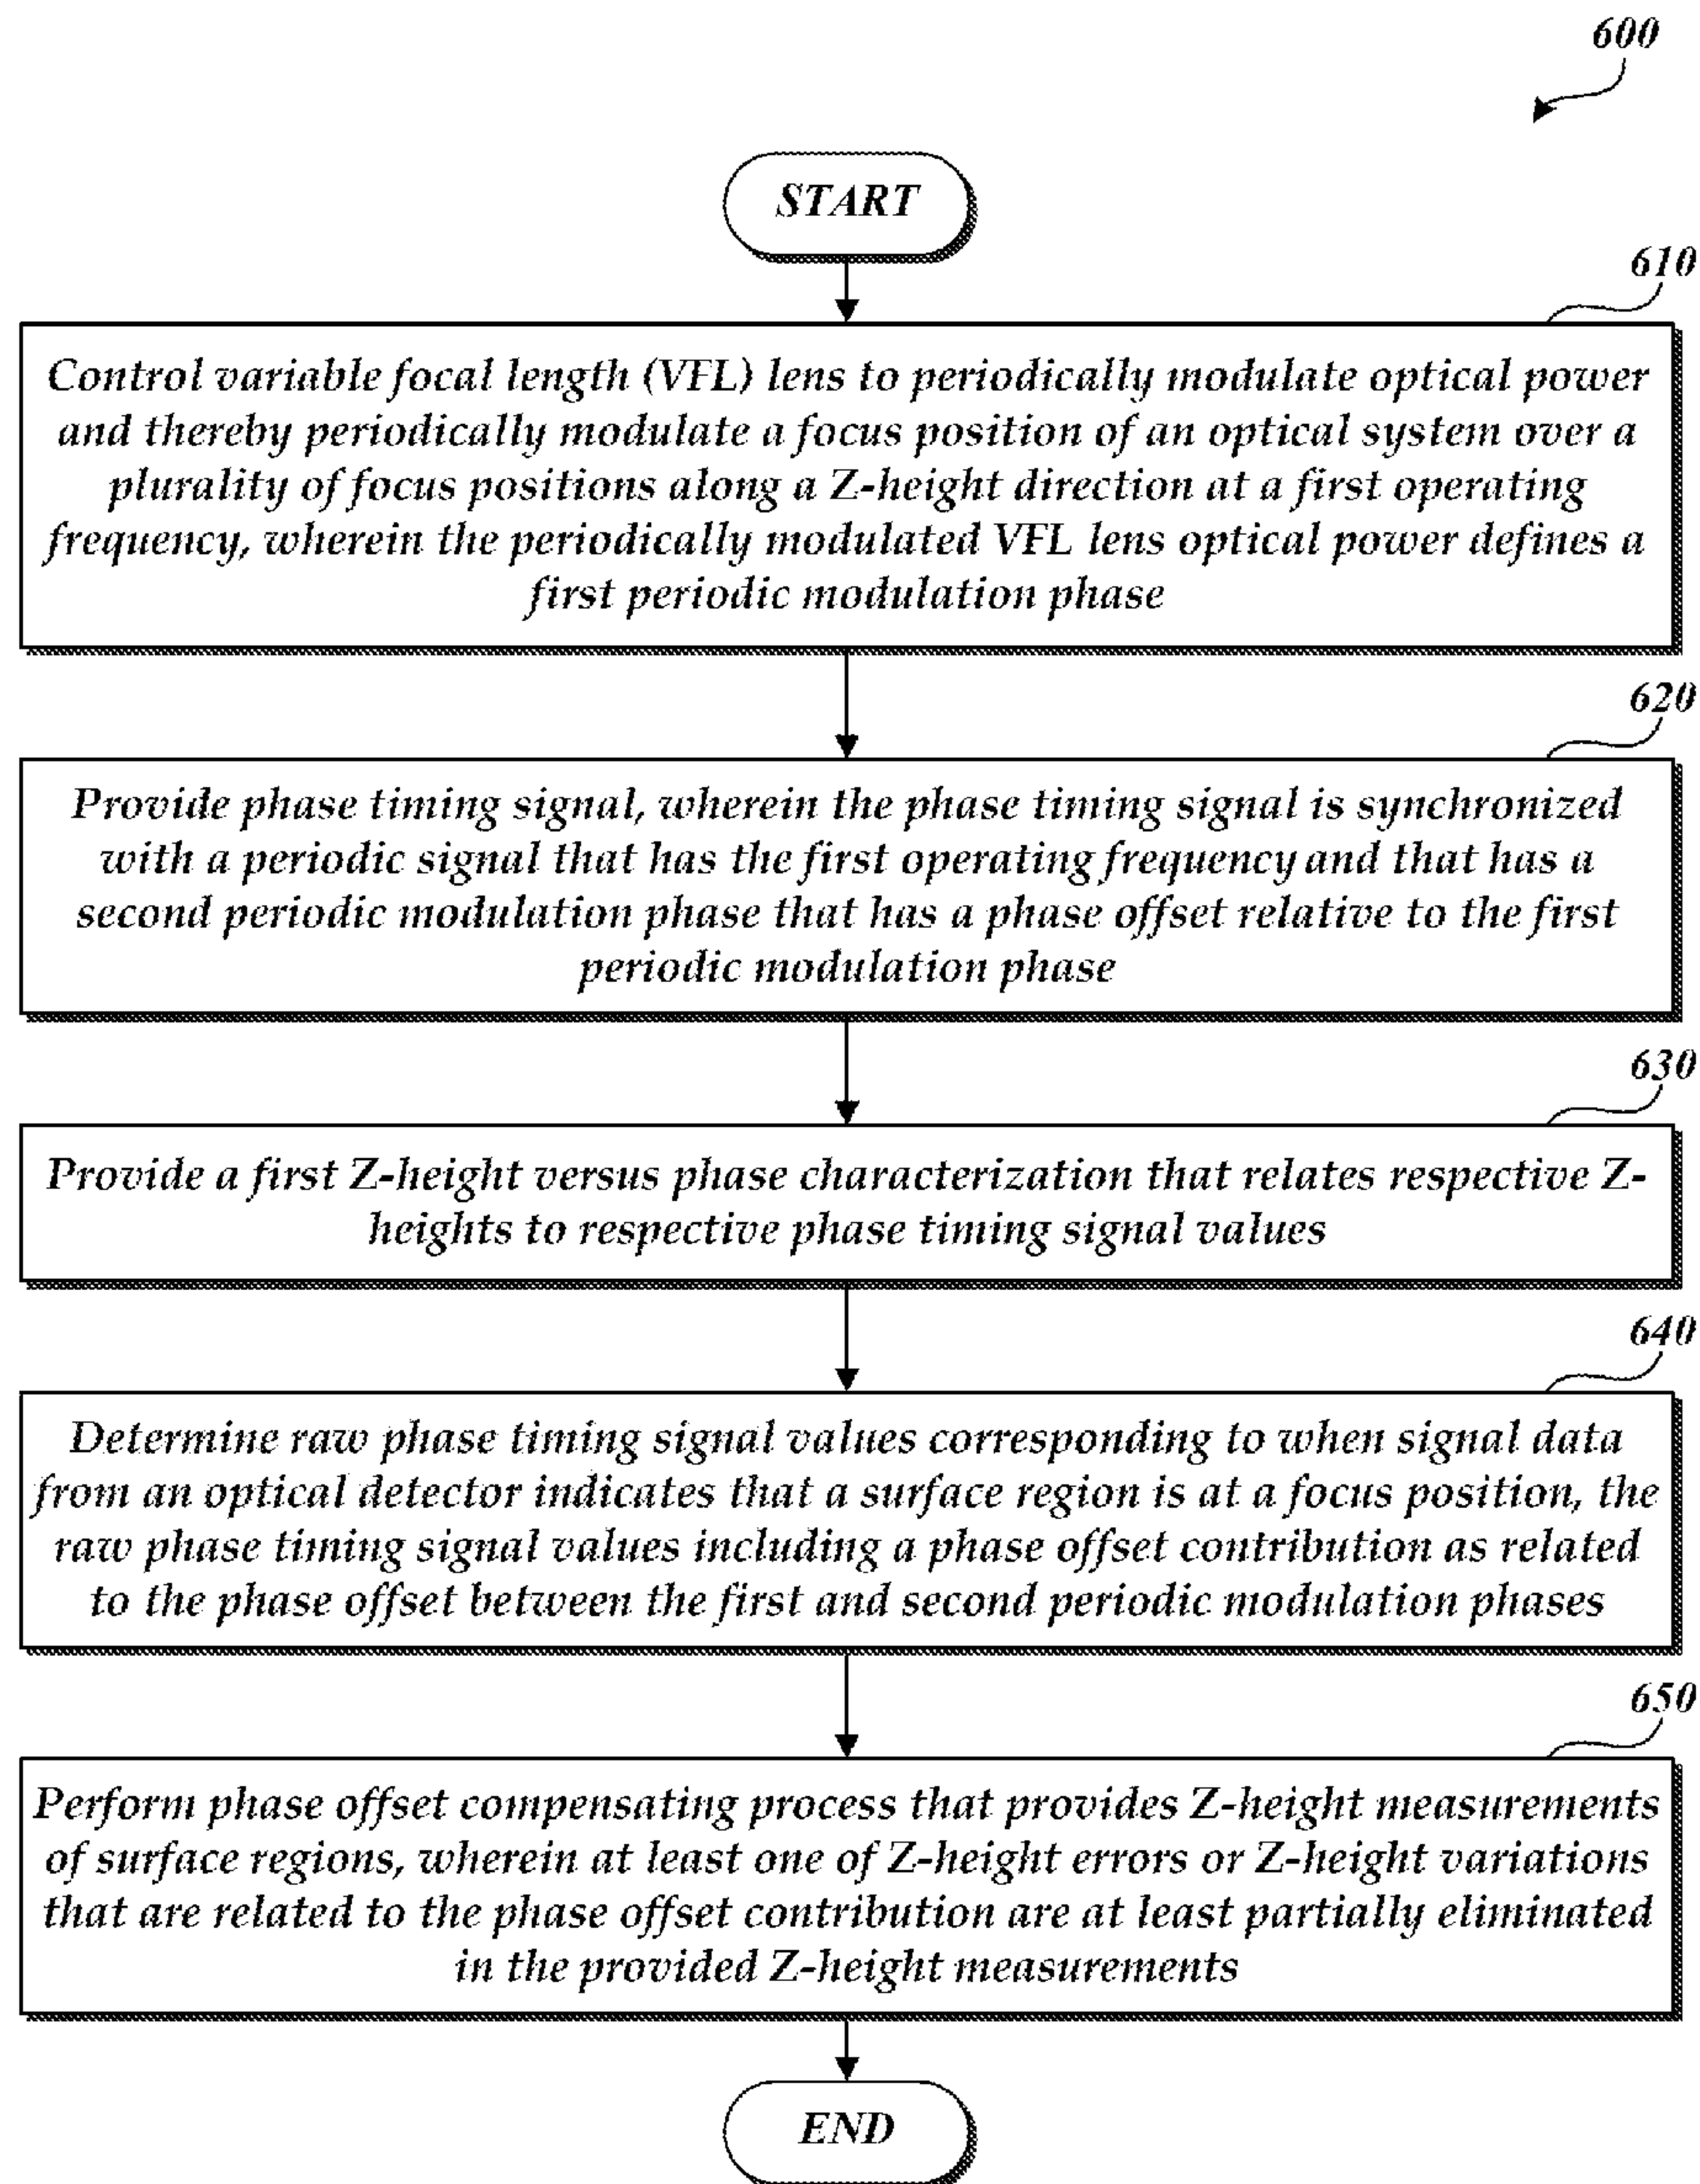 600
START
610
Control variable focal length (VFL) lens to periodically modulate optical power
and thereby periodically modulate a focus position of an optical system over a
plurality of focus positions along a Z-height direction at a first operating
frequency, wherein the periodically modulated VFL lens optical power defines a
first periodic modulation phase
620
Provide phase timing signal, wherein the phase timing signal is synchronized
with a periodic signal that has the first operating frequency and that has a
second periodic modulation phase that has a phase offset relative to the first
periodic modulation phase
630
Provide a first Z-height versus phase characterization that relates respective Z-
heights to respective phase timing signal values
640
Determine raw phase timing signal values corresponding to when signal data
from an optical detector indicates that a surface region is at a focus position, the
raw phase timing signal values including a phase offset contribution as related
to the phase offset between the first and second periodic modulation phases
650
Perform phase offset compensating process that provides Z-height measurements
of surface regions, wherein at least one of Z-height errors or Z-height variations
that are related to the phase offset contribution are at least partially eliminated
in the provided Z-height measurements
END